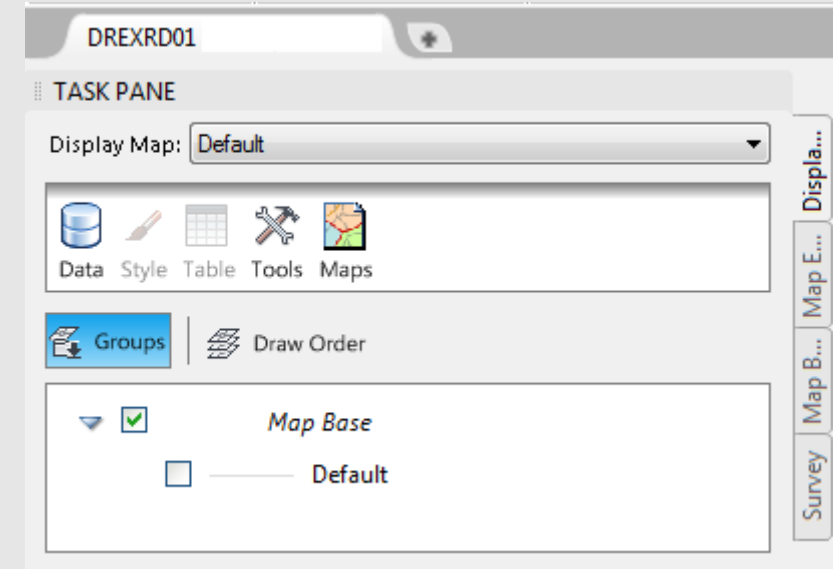 DREXRD01
TASK PANE
Display Map: Default
Data Style Table Tools Maps
Groups Draw Order
Map Base
Default
Displa...
Map E...
Map B...
Survey